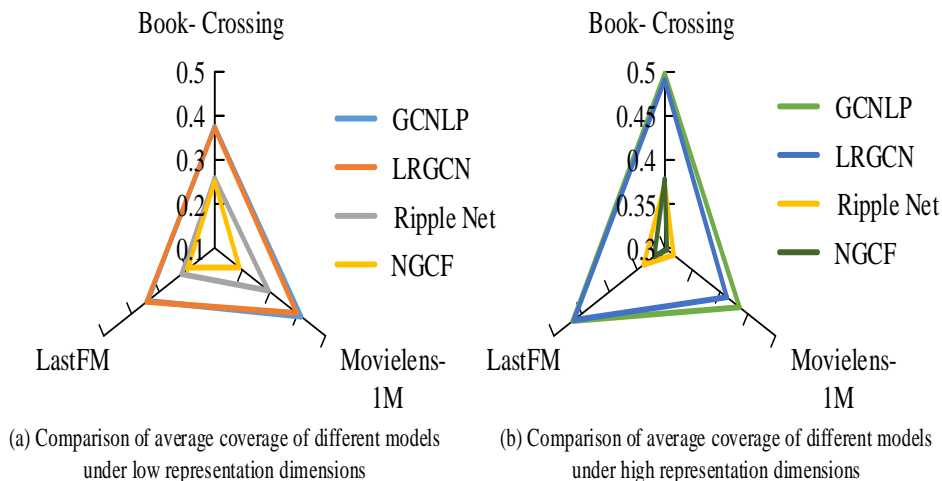 Book- Crossing
0.5
0.4
0.3
0.2
0.1
GCNLP
LRGCN
Ripple Net
NGCF
LastFM
Movielens-
1M
(a) Comparison of average coverage of different models
under low representation dimensions
Book- Crossing
0.5
0.45
0.4
0.35
0.3
GCNLP
LRGCN
Ripple Net
NGCF
LastFM
Movielens-
1M
(b) Comparison of average coverage of different models
under high representation dimensions